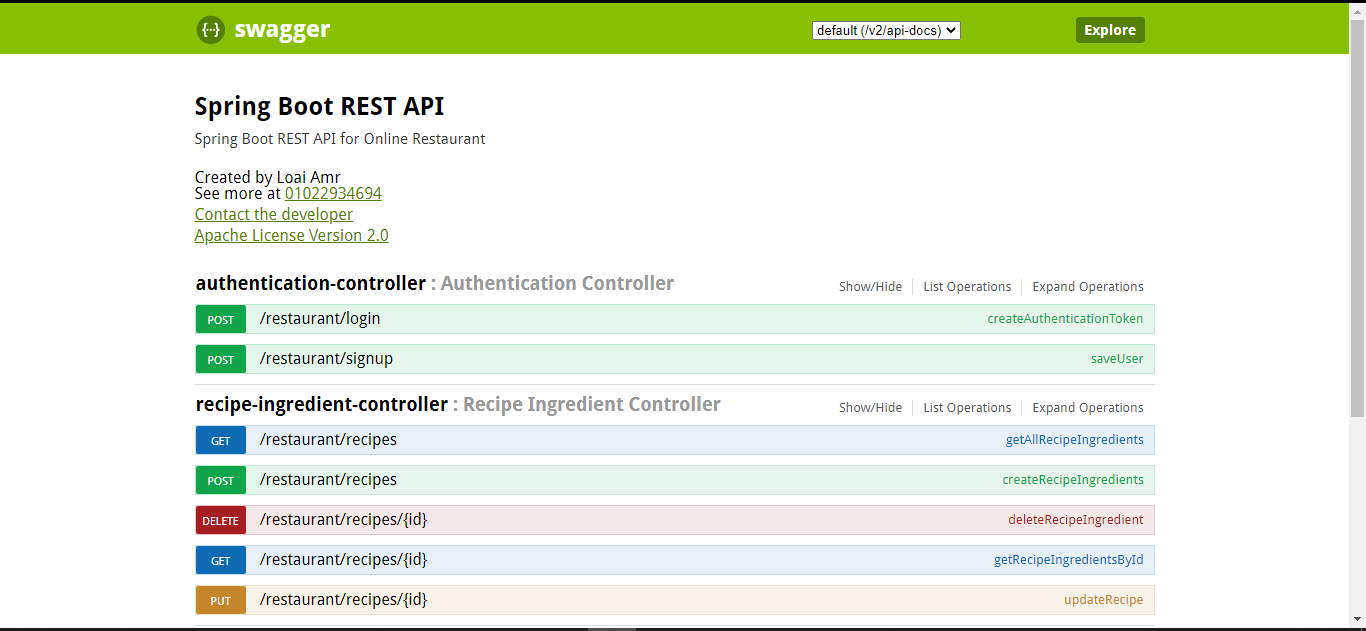 {··} swagger default (/v2/api-docs) Explore
Spring Boot REST API
Spring Boot REST API for Online Restaurant
Created by Loai Amr
See more at 01022934694
Contact the developer
Apache License Version 2.0
authentication-controller : Authentication Controller Show/Hide List Operations Expand Operations
POST /restaurant/login createAuthenticationToken
POST /restaurant/signup saveUser
recipe-ingredient-controller : Recipe Ingredient Controller Show/Hide List Operations Expand Operations
GET /restaurant/recipes getAllRecipeIngredients
POST /restaurant/recipes createRecipeIngredients
DELETE /restaurant/recipes/{id} deleteRecipeIngredient
GET /restaurant/recipes/{id} getRecipeIngredientsById
PUT /restaurant/recipes/{id} updateRecipe